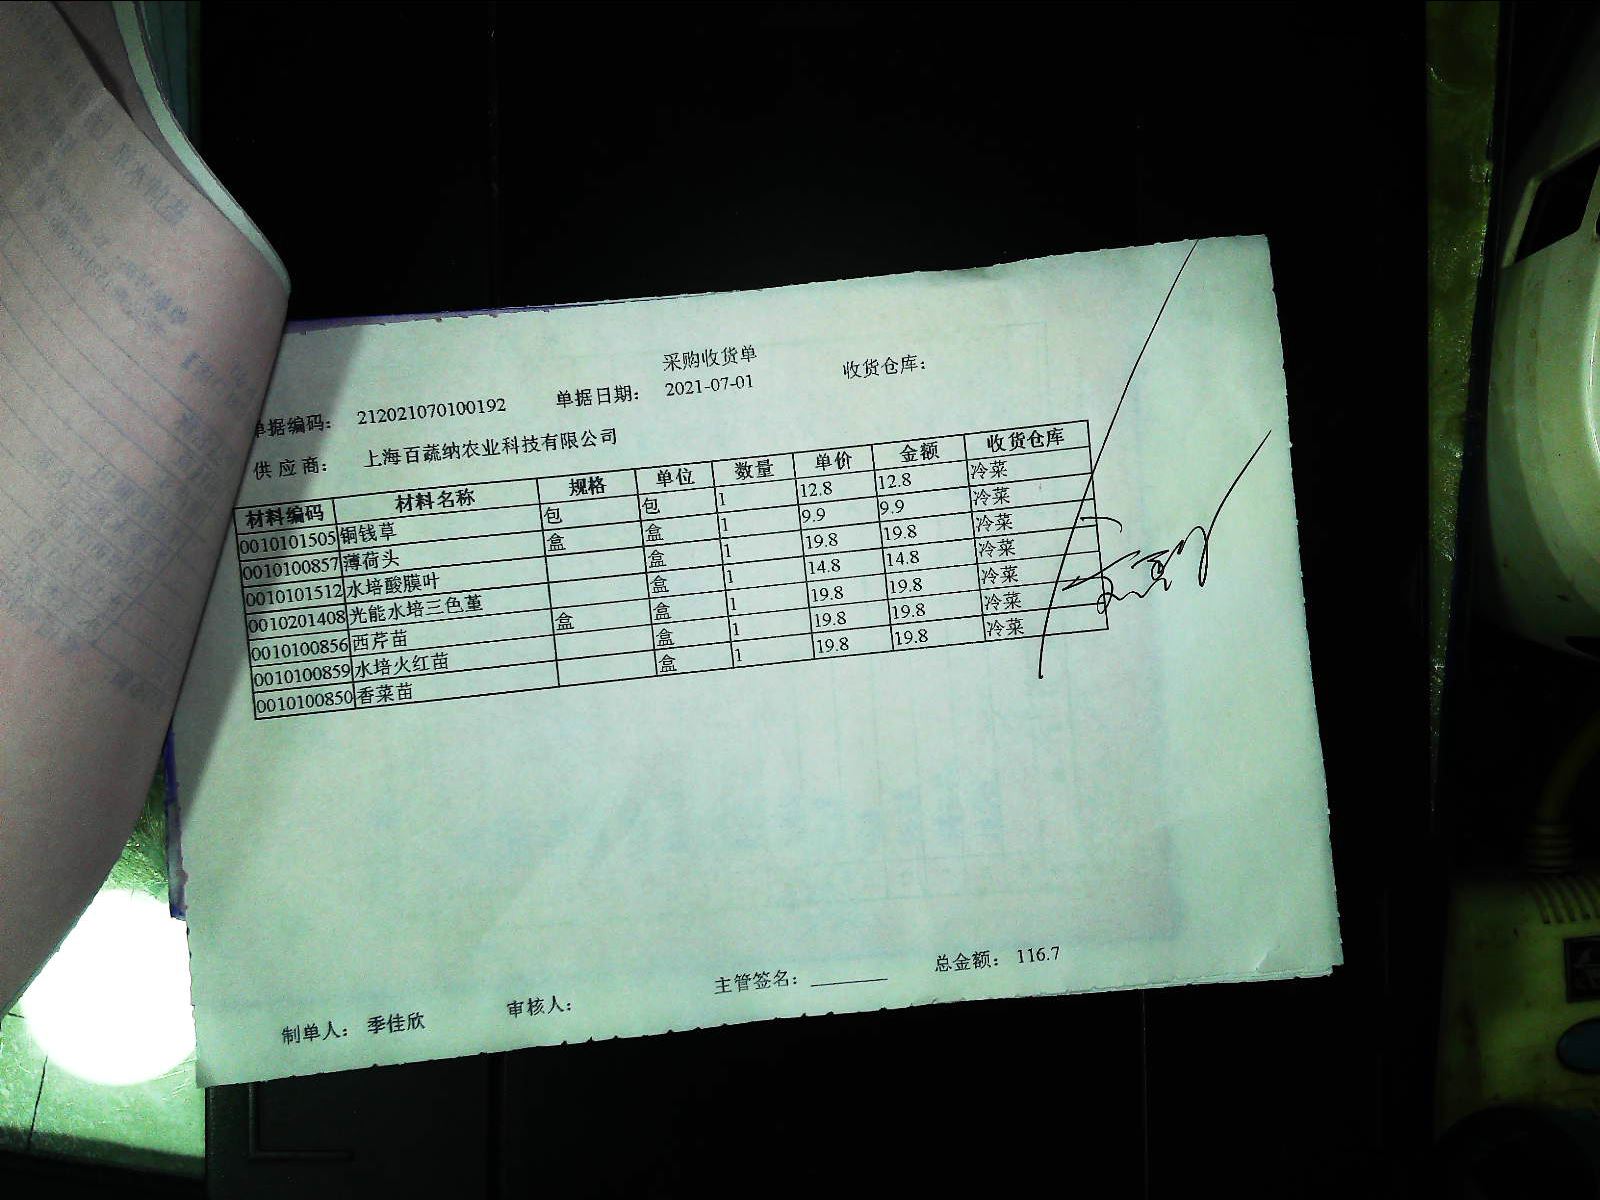 采购收货单
单据编码： 212021070100192 单据日期： 2021-07-01 收货仓库：
供 应 商： 上海百蔬纳农业科技有限公司
材料编码 材料名称 规格 单位 数量 单价 金额 收货仓库
0010101505 铜钱草 包 包 1 12.8 12.8 冷菜
0010100857 薄荷头 盒 盒 1 9.9 9.9 冷菜
0010101512 水培酸膜叶 盒 1 19.8 19.8 冷菜
0010201408 光能水培三色堇 盒 1 14.8 14.8 冷菜
0010100856 西芹苗 盒 盒 1 19.8 19.8 冷菜
0010100859 水培火红苗 盒 1 19.8 19.8 冷菜
0010100850 香菜苗 盒 1 19.8 19.8 冷菜
制单人： 季佳欣 审核人： 主管签名： 总金额： 116.7